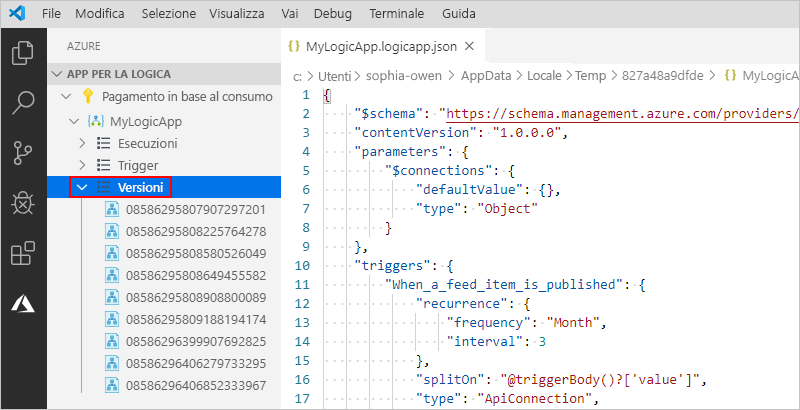 File Modifica Selezione Visualizza Vai Debug Terminale Guida
AZURE
APP PER LA LOGICA
Pagamento in base al consumo
MyLogicApp
Esecuzioni
Trigger
Versioni
08586295807907297201
08586295808225764278
08586295808580526049
08586295808649455582
08586295808908800089
08586295809188194174
08586296399907692825
08586296406279733295
08586296406852333967
{} MyLogicApp.logicapp.json ×
c: > Utenti > sophia-owen > AppData > Locale > Temp > 827a48a9dfde > {} MyLogicA
1 {
2 "$schema": "https://schema.management.azure.com/providers/
3 "contentVersion": "1.0.0.0",
4 "parameters": {
5 "$connections": {
6 "defaultValue": {},
7 "type": "Object"
8 }
9 },
10 "triggers": {
11 "When_a_feed_item_is_published": {
12 "recurrence": {
13 "frequency": "Month",
14 "interval": 3
15 },
16 "splitOn": "@triggerBody()?['value']",
17 "type": "ApiConnection",